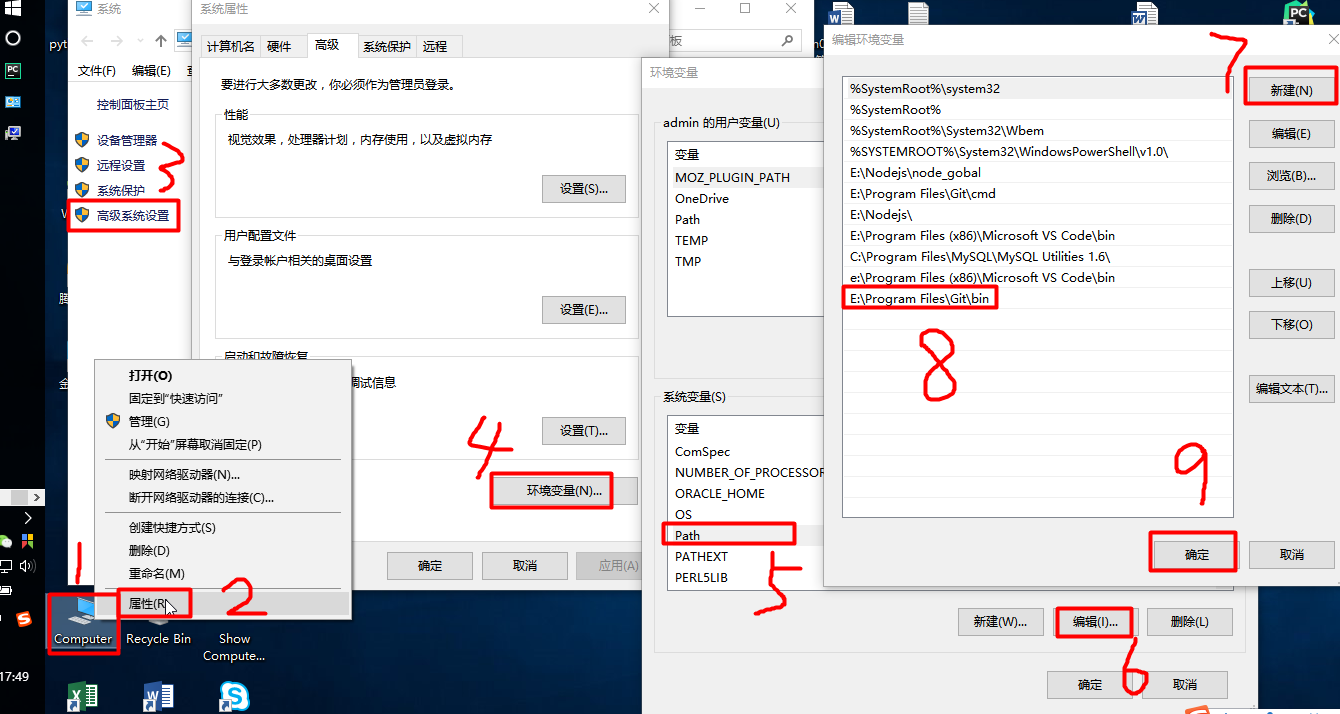 系统
pyt
文件(F) 编辑(E)
控制面板主页
设备管理器
远程设置
系统保护
高级系统设置
3
系统属性
计算机名 硬件 高级 系统保护 远程
要进行大多数更改，你必须作为管理员登录。
性能
视觉效果，处理器计划，内存使用，以及虚拟内存
设置(S)...
用户配置文件
与登录帐户相关的桌面设置
设置(E)...
启动和故障恢复
调试信息
设置(T)...
4
环境变量(N)...
确定 取消 应用(A)
打开(O)
固定到"快速访问"
管理(G)
从"开始"屏幕取消固定(P)
映射网络驱动器(N)...
断开网络驱动器的连接(C)...
创建快捷方式(S)
删除(D)
重命名(M)
属性(R)
1
2
Computer Recycle Bin Show
Compute...
17:49
板
环境变量
admin 的用户变量(U)
变量
MOZ_PLUGIN_PATH
OneDrive
Path
TEMP
TMP
系统变量(S)
变量
ComSpec
NUMBER_OF_PROCESSOR
ORACLE_HOME
OS
Path
PATHEXT
PERL5LIB
5
新建(W)... 编辑(I)... 删除(L)
6
确定 取消
PC
PC
编辑环境变量
7
%SystemRoot%\system32
%SystemRoot%
%SystemRoot%\System32\Wbem
%SYSTEMROOT%\System32\WindowsPowerShell\v1.0\
E:\Nodejs\node_gobal
E:\Program Files\Git\cmd
E:\Nodejs\
E:\Program Files (x86)\Microsoft VS Code\bin
C:\Program Files\MySQL\MySQL Utilities 1.6\
e:\Program Files (x86)\Microsoft VS Code\bin
E:\Program Files\Git\bin
8
新建(N)
编辑(E)
浏览(B)...
删除(D)
上移(U)
下移(O)
编辑文本(T)...
9
确定 取消